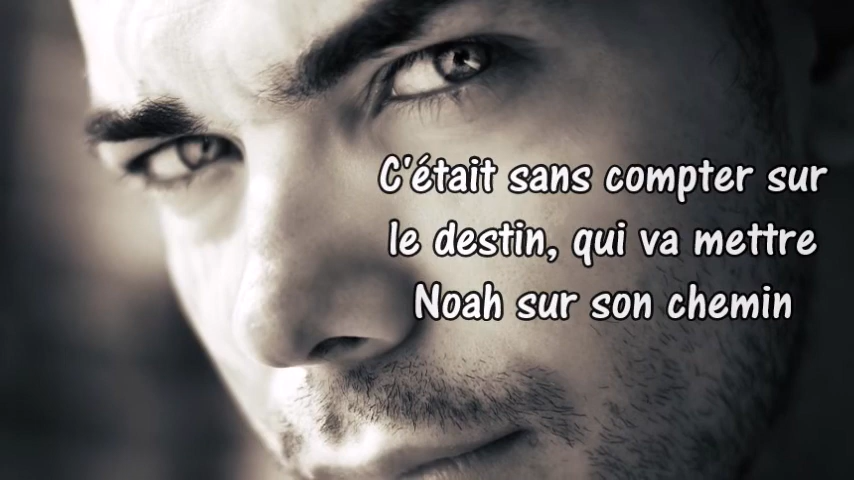 C'était sans compter sur
le destin, qui va mettre
Noah sur son chemin